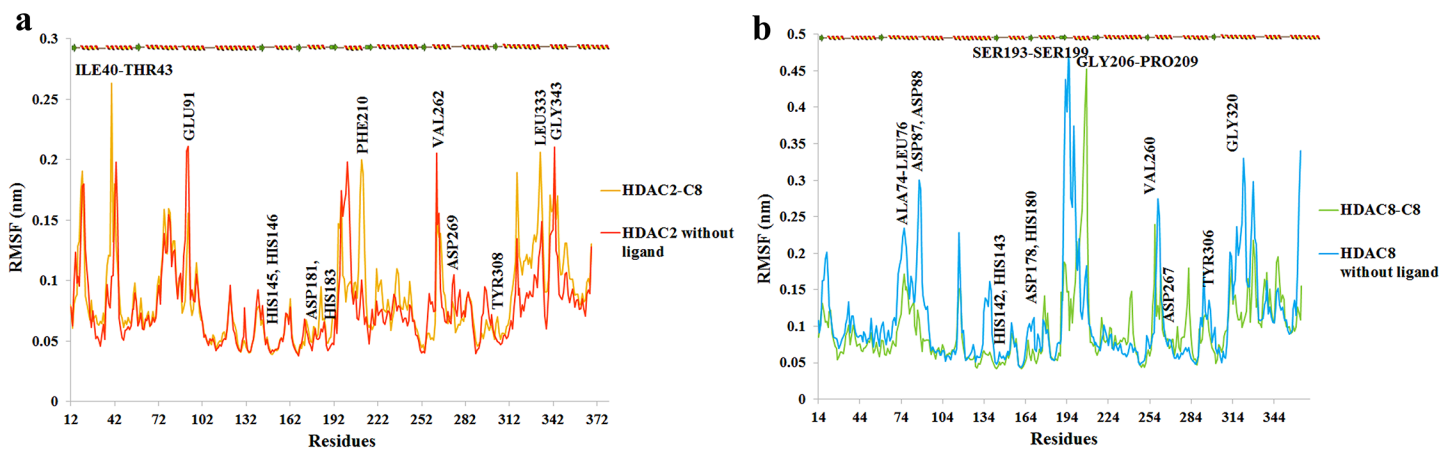 a
0.3
0.25
0.2
0.15
0.1
0.05
0
RMSF (nm)
ILE40-THR43
GLU91
HIS145, HIS146
ASP181,
HIS183
PHE210
VAL262
ASP269
TYR308
LEU333
GLY343
12 42 72 102 132 162 192 222 252 282 312 342 372
Residues
HDAC2-C8
HDAC2 without
ligand
b
0.5
0.45
0.4
0.35
0.3
0.25
0.2
0.15
0.1
0.05
0
RMSF (nm)
SER193-SER199
GLY206-PRO209
ALA74-LEU76
ASP87, ASP88
HIS142, HIS143
ASP178, HIS180
VAL260
ASP267
TYR306
GLY320
14 44 74 104 134 164 194 224 254 284 314 344
Residues
HDAC8-C8
HDAC8
without ligand